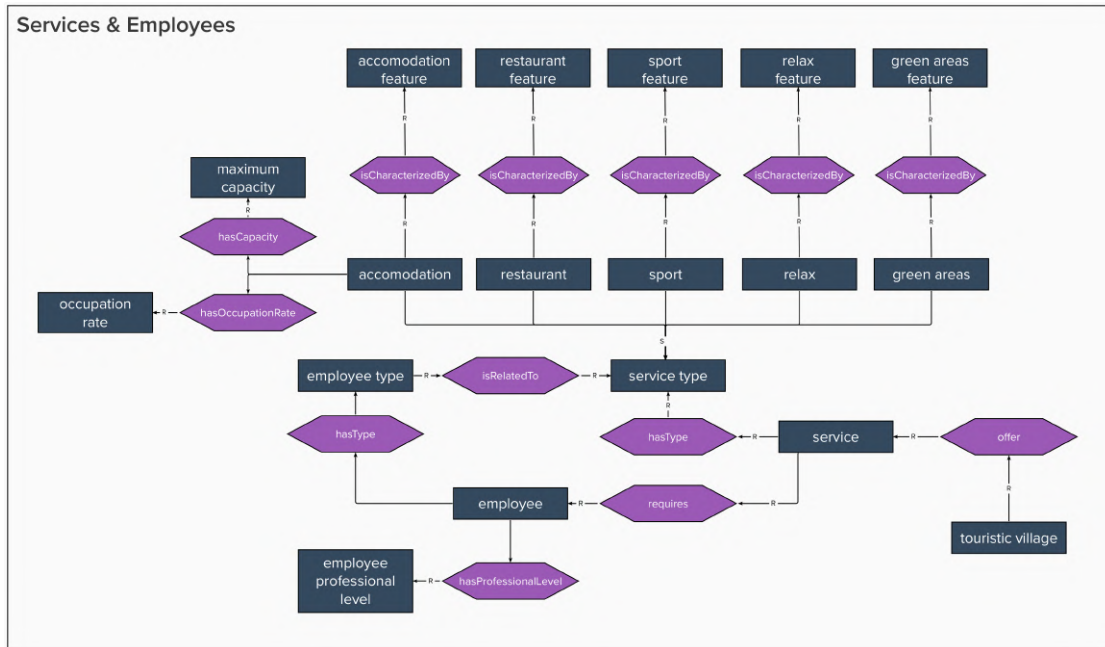 Services & Employees
accomodation
feature
restaurant
feature
sport
feature
relax
feature
green areas
feature
R
R
R
R
R
maximum
capacity
isCharacterizedBy
isCharacterizedBy
isCharacterizedBy
isCharacterizedBy
isCharacterizedBy
R
hasCapacity
R
R
R
R
R
accomodation
restaurant
sport
relax
green areas
occupation
rate
R
hasOccupationRate
S
employee type
R
isRelatedTo
R
service type
R
hasType
hasType
R
service
R
offer
R
employee
R
requires
R
touristic village
employee
professional
level
R
hasProfessionalLevel